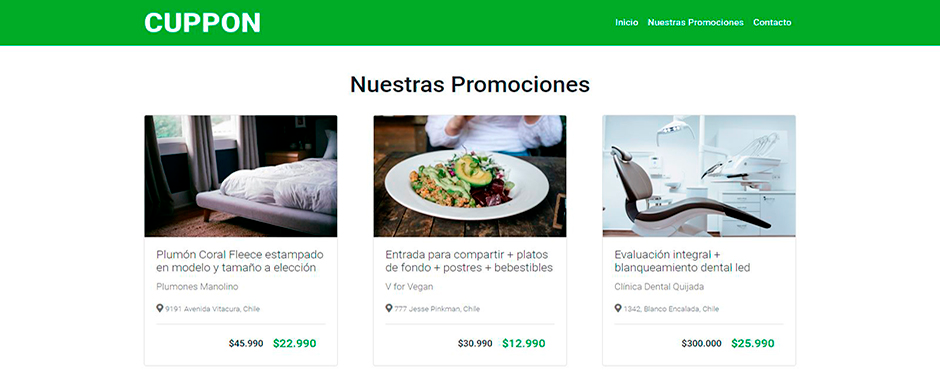 CUPPON
Inicio Nuestras Promociones Contacto
Nuestras Promociones
Plumón Coral Fleece estampado
en modelo y tamaño a elección
Plumones Manolino
9191 Avenida Vitacura, Chile
$45.990 $22.990
Entrada para compartir + platos
de fondo + postres + bebestibles
V for Vegan
777 Jesse Pinkman, Chile
$30.990 $12.990
Evaluación integral +
blanqueamiento dental led
Clínica Dental Quijada
1342, Blanco Encalada, Chile
$300.000 $25.990